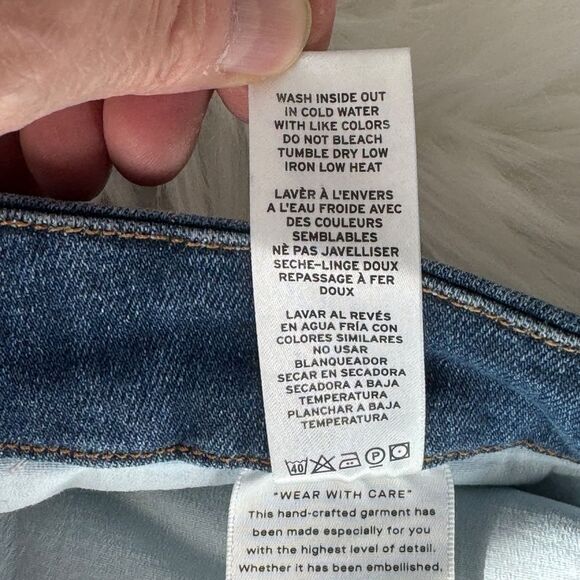 WASH INSIDE OUT
IN COLD WATER
WITH LIKE COLORS
DO NOT BLEACH
TUMBLE DRY LOW
IRON LOW HEAT
LAVÈR À L'ENVERS
A L'EAU FROIDE AVEC
DES COULEURS
SEMBLABLES
NÈ PAS JAVELLISER
SECHE-LINGE DOUX
REPASSAGE À FER
DOUX
LAVAR AL REVÉS
EN AGUA FRÍA CON
COLORES SIMILARES
NO USAR
BLANQUEADOR
SECAR EN SECADORA
SECADORA A BAJA
TEMPERATURA
PLANCHAR A BAJA
TEMPERATURA
40 P
"WEAR WITH CARE"
This hand-crafted garment has
been made especially for you
with the highest level of detail.
Whether it has been embellished,